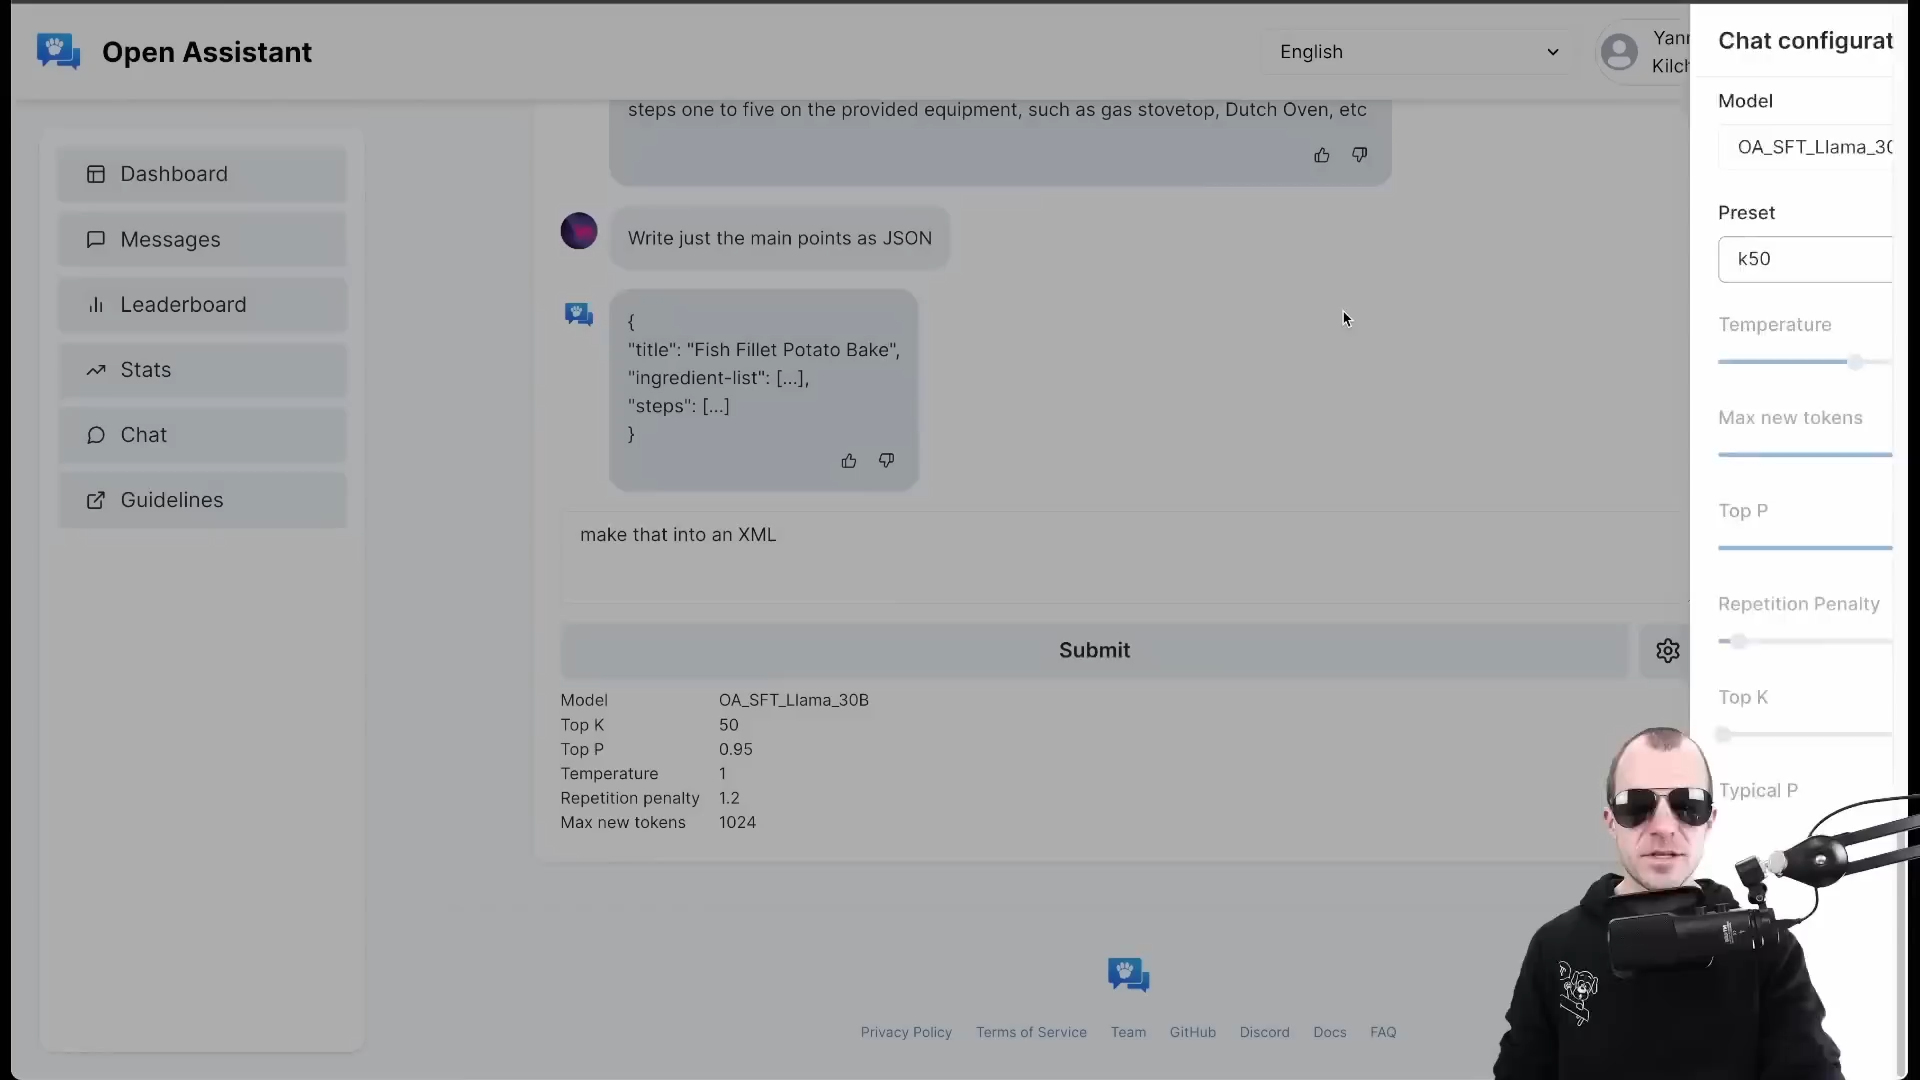 Open Assistant
English
Yann
Kilch
Chat configurat
Model
OA_SFT_Llama_30
Preset
k50
Temperature
Max new tokens
Top P
Repetition Penalty
Top K
Typical P
Dashboard
Messages
Leaderboard
Stats
Chat
Guidelines
steps one to five on the provided equipment, such as gas stovetop, Dutch Oven, etc
Write just the main points as JSON
{
"title": "Fish Fillet Potato Bake",
"ingredient-list": [...],
"steps": [...]
}
make that into an XML
Submit
Model OA_SFT_Llama_30B
Top K 50
Top P 0.95
Temperature 1
Repetition penalty 1.2
Max new tokens 1024
Privacy Policy Terms of Service Team GitHub Discord Docs FAQ